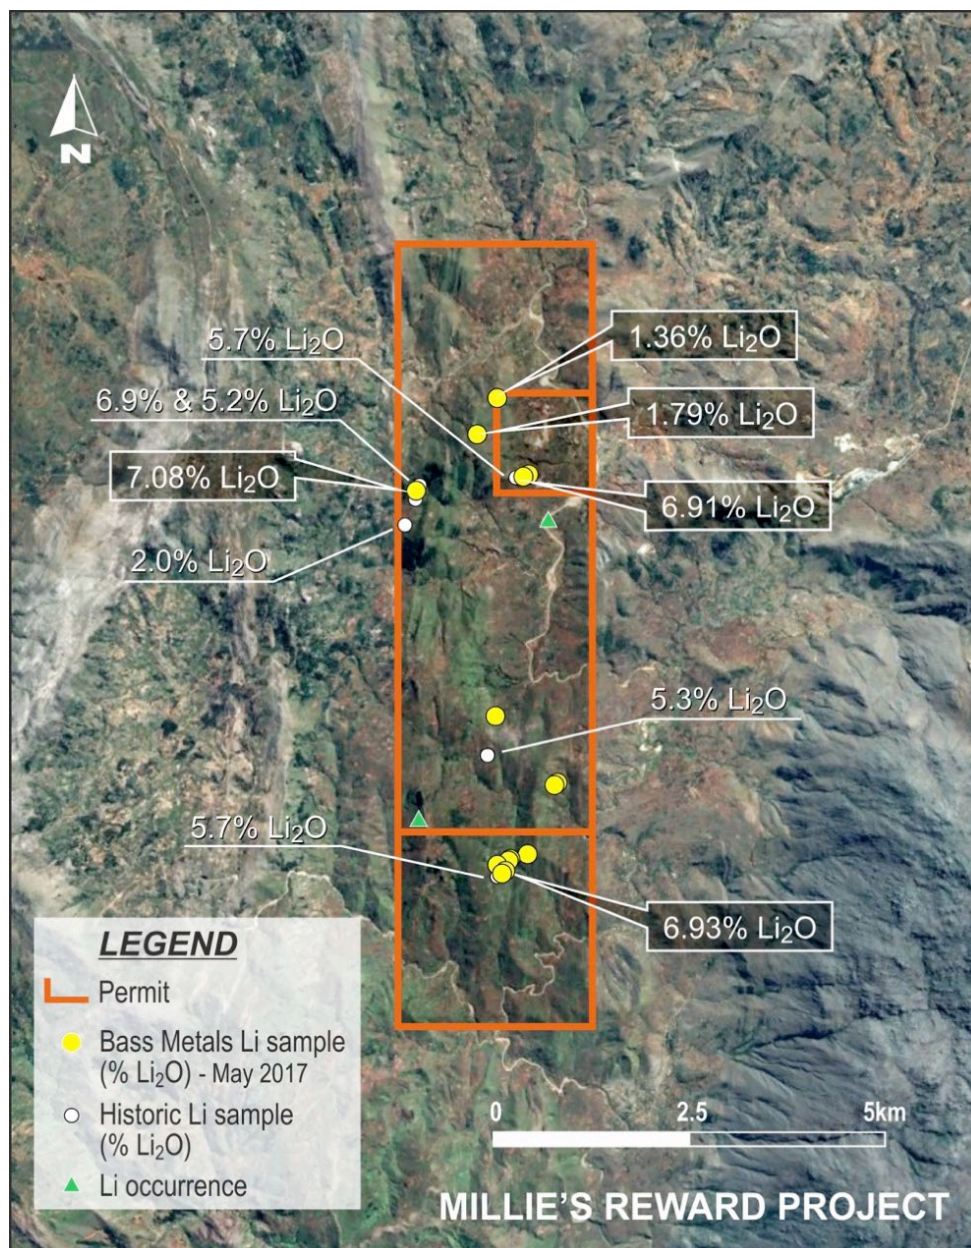 N
5.7% Li₂O
1.36% Li₂O
6.9% & 5.2% Li₂O
1.79% Li₂O
7.08% Li₂O
6.91% Li₂O
2.0% Li₂O
5.3% Li₂O
5.7% Li₂O
6.93% Li₂O
LEGEND
Permit
Bass Metals Li sample
(% Li₂O) - May 2017
Historic Li sample
(% Li₂O)
Li occurrence
0 2.5 5km
MILLIE'S REWARD PROJECT